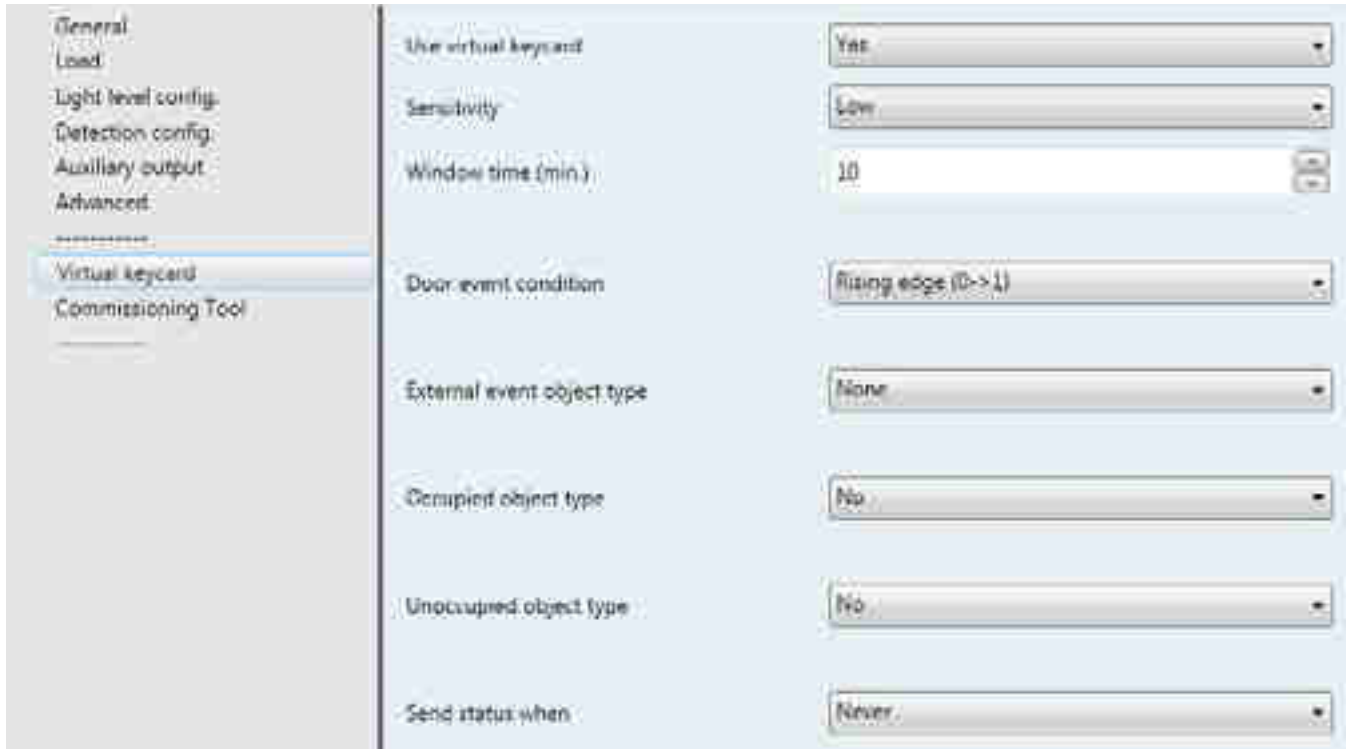 General
Load
Light level config.
Detection config.
Auxiliary output
Advanced
-----------
Virtual keycard
Commissioning Tool
-----------
Use virtual keycard Yes
Sensitivity Low
Window time (min.) 10
Door event condition Rising edge (0->1)
External event object type None
Occupied object type No
Unoccupied object type No
Send status when Never